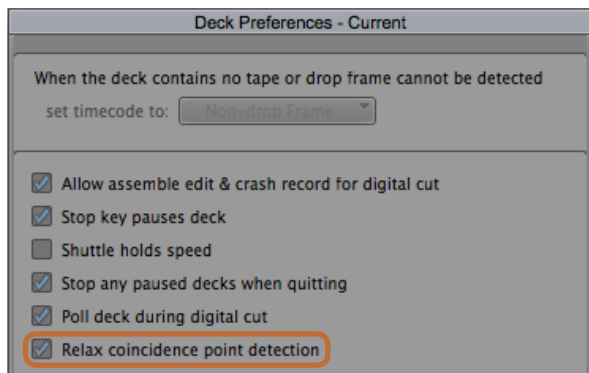 Deck Preferences - Current
When the deck contains no tape or drop frame cannot be detected
set timecode to: Non-drop Frame
Allow assemble edit & crash record for digital cut
Stop key pauses deck
Shuttle holds speed
Stop any paused decks when quitting
Poll deck during digital cut
Relax coincidence point detection